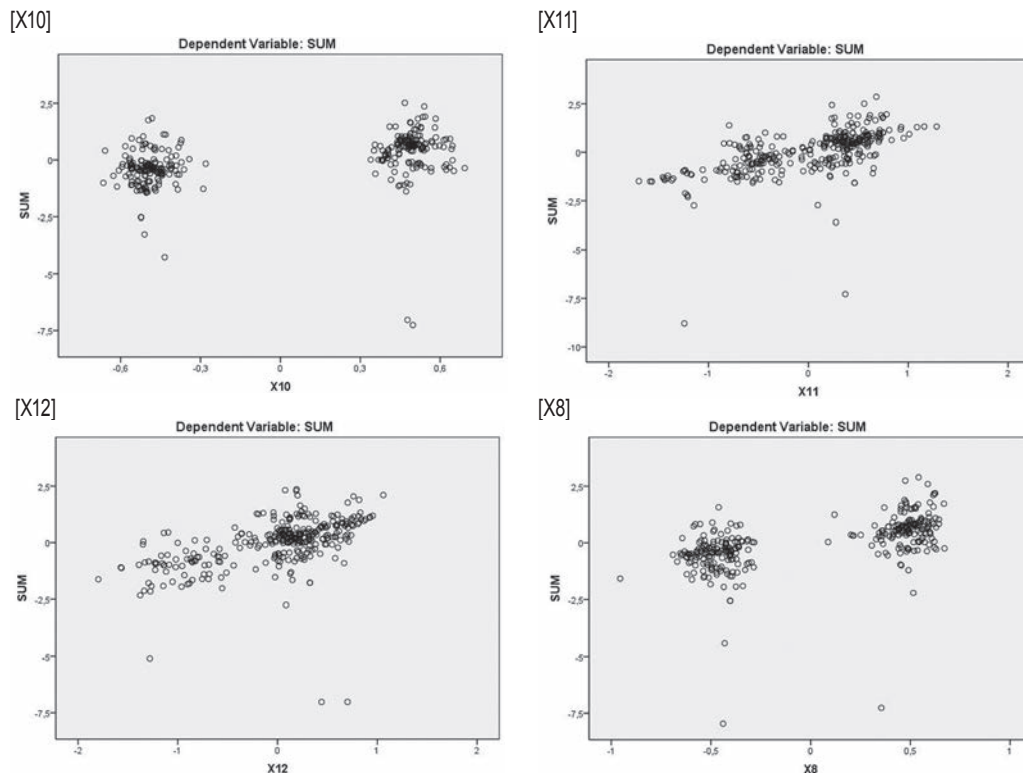 [X10]
Dependent Variable: SUM
2,5
0
-2,5
-5
-7,5
SUM
-0,6
-0,3
0
0,3
0,6
X10
[X11]
Dependent Variable: SUM
2,5
0
-2,5
-5
-7,5
-10
SUM
-2
-1
0
1
2
X11
[X12]
Dependent Variable: SUM
2,5
0
-2,5
-5
-7,5
SUM
-2
-1
0
1
2
X12
[X8]
Dependent Variable: SUM
2,5
0
-2,5
-5
-7,5
SUM
-1
-0,5
0
0,5
1
X8